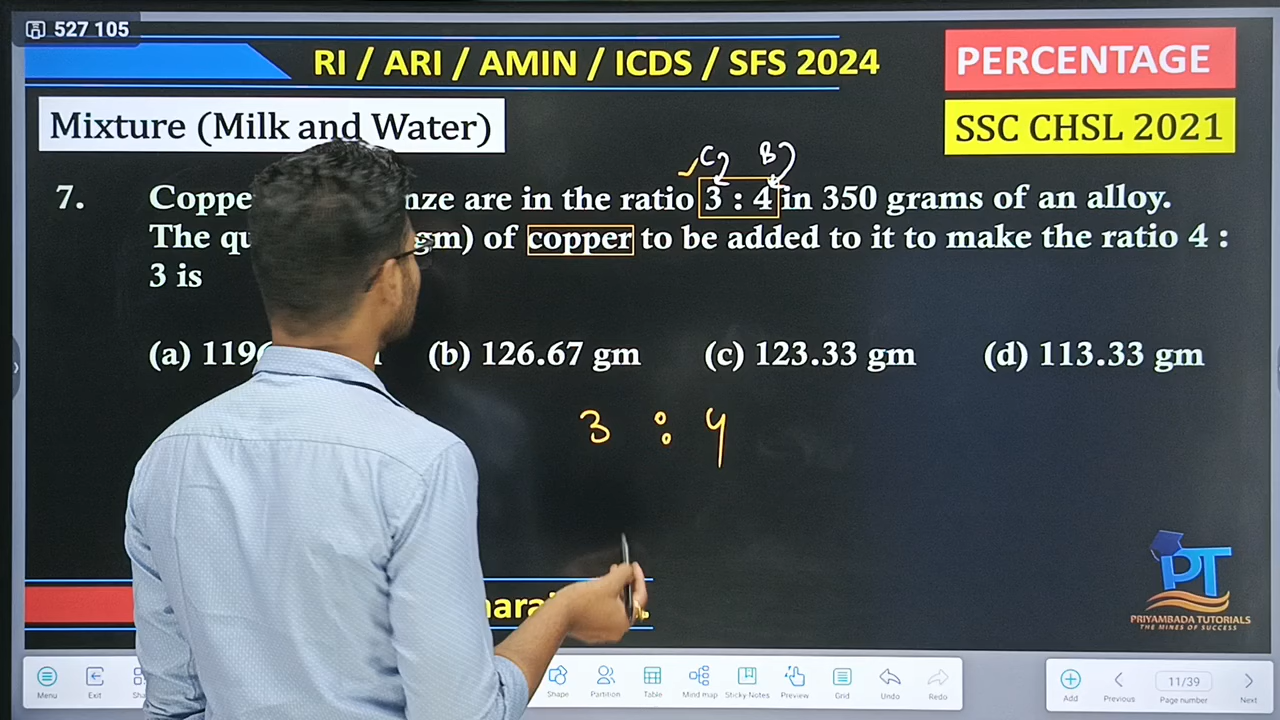 527 105
RI / ARI / AMIN / ICDS / SFS 2024
PERCENTAGE
Mixture (Milk and Water)
SSC CHSL 2021
C B
7. are in the ratio 3 : 4 in 350 grams of an alloy.
The of copper to be added to it to make the ratio 4 :
3 is
(a) (b) 126.67 gm (c) 123.33 gm (d) 113.33 gm
3 : 4
PT
PRIYAMBADA TUTORIALS
THE MINES OF SUCCESS
Menu Exit Shape Partition Table Mind map Sticky Notes Preview Grid Undo Redo Add Previous 11/39 Page number Next